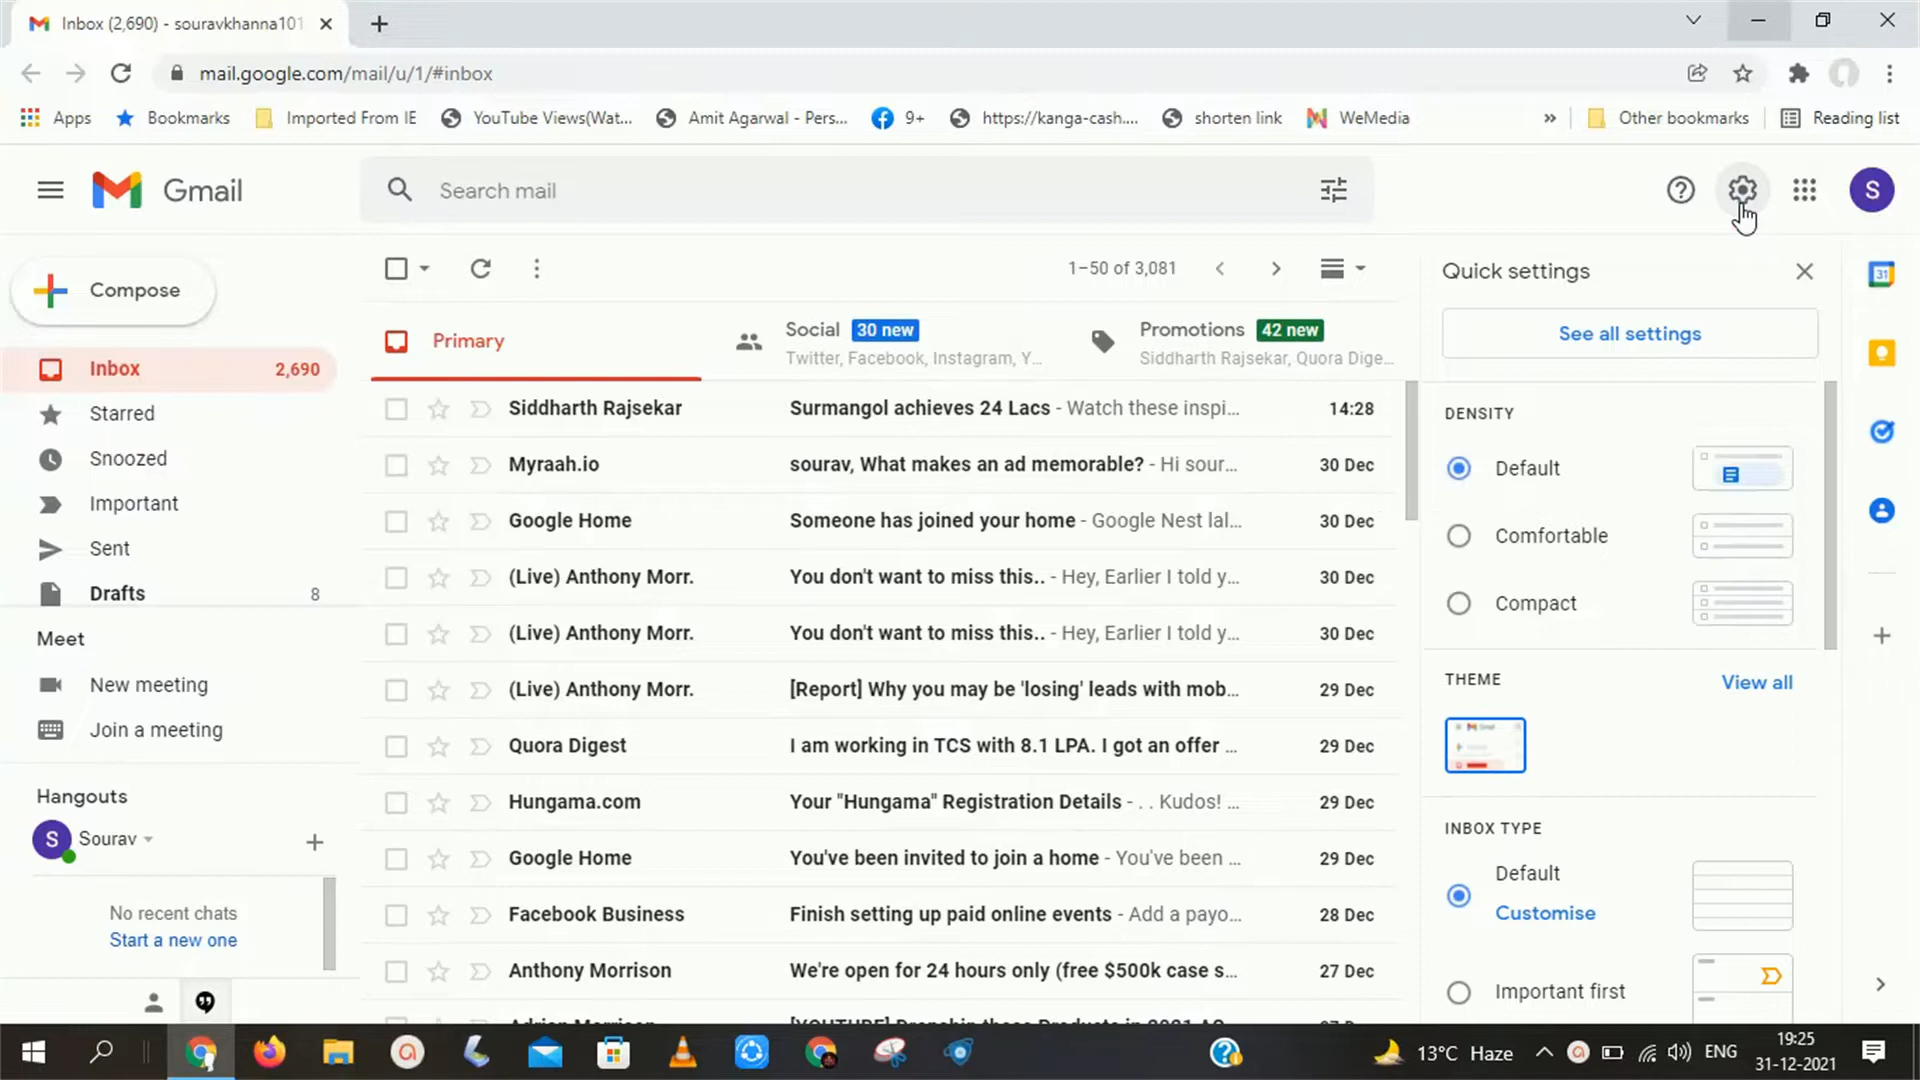 Inbox (2,690) - souravkhanna101
mail.google.com/mail/u/1/#inbox
Apps
Bookmarks
Imported From IE
YouTube Views(Wat...
Amit Agarwal - Pers...
9+
https://kanga-cash....
shorten link
WeMedia
»
Other bookmarks
Reading list
Gmail
Search mail
S
Compose
1–50 of 3,081
Quick settings
31
See all settings
Primary
Social 30 new
Twitter, Facebook, Instagram, Y...
Promotions 42 new
Siddharth Rajsekar, Quora Dige...
Inbox 2,690
Starred
Snoozed
Important
Sent
Drafts 8
Meet
New meeting
Join a meeting
Hangouts
S Sourav
No recent chats
Start a new one
Siddharth Rajsekar Surmangol achieves 24 Lacs - Watch these inspi... 14:28
Myraah.io sourav, What makes an ad memorable? - Hi sour... 30 Dec
Google Home Someone has joined your home - Google Nest lal... 30 Dec
(Live) Anthony Morr. You don't want to miss this.. - Hey, Earlier I told y... 30 Dec
(Live) Anthony Morr. You don't want to miss this.. - Hey, Earlier I told y... 30 Dec
(Live) Anthony Morr. [Report] Why you may be 'losing' leads with mob... 29 Dec
Quora Digest I am working in TCS with 8.1 LPA. I got an offer ... 29 Dec
Hungama.com Your "Hungama" Registration Details - . . Kudos! ... 29 Dec
Google Home You've been invited to join a home - You've been ... 29 Dec
Facebook Business Finish setting up paid online events - Add a payo... 28 Dec
Anthony Morrison We're open for 24 hours only (free $500k case s... 27 Dec
DENSITY
Default
Comfortable
Compact
THEME
View all
INBOX TYPE
Default
Customise
Important first
13°C Haze
ENG
19:25
31-12-2021